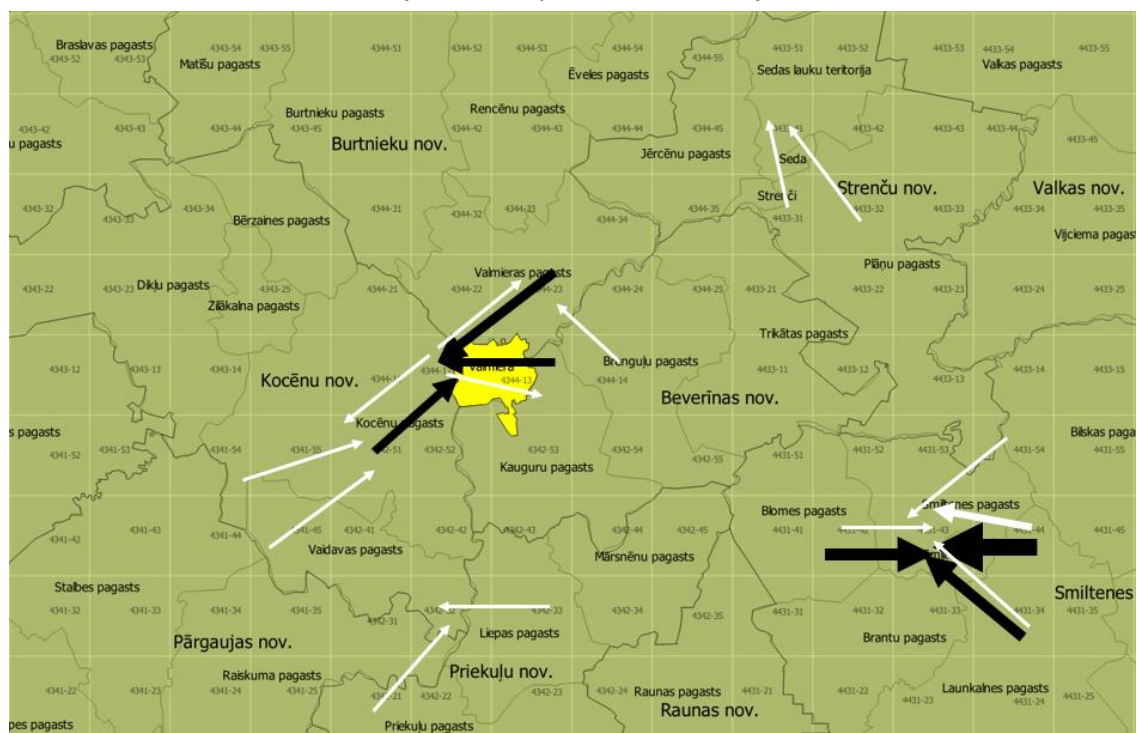 Braslavas pagasts
4343-52
4343-53
4343-54
4343-55
Matīšu pagasts
4344-51
4344-52
4344-53
4344-54
4344-55
Ēveles pagasts
4433-51
4433-52
Sedas lauku teritorija
4433-53
4433-54
Valkas pagasts
4433-55
4343-42
u pagasts
4343-43
4343-44
4343-45
Burtnieku pagasts
Rencēnu pagasts
4344-42
4344-43
4344-44
4344-45
4433-42
4433-43
4433-44
4433-45
Burtnieku nov.
Jērcēnu pagasts
Seda
Strenči
Strenču nov.
Valkas nov.
4343-32
4343-33
4343-34
Bērzaines pagasts
4344-31
4344-32
4344-33
4344-34
4344-35
4433-31
4433-32
4433-33
4433-34
4433-35
Vijciema pagast
Plāņu pagasts
4343-22
4343-23
Dikļu pagasts
Zilākalna pagasts
4344-21
4344-22
Valmieras pagasts
4344-23
4344-24
4344-25
4433-21
4433-22
4433-23
4433-24
4433-25
Trikātas pagasts
Brenguļu pagasts
4343-13
4343-12
Kocēnu nov.
Valmiera
4344-13
4344-14
Beverīnas nov.
4433-13
4433-14
4433-15
s pagasts
Kocēnu pagasts
Bilskas paga
4341-52
4341-53
4341-54
4341-55
4342-51
4342-52
4342-53
4342-55
4431-51
4431-52
4431-53
4431-54
4431-55
Kauguru pagasts
Blomes pagasts
Smiltenes pagasts
4341-42
4341-43
4341-45
4342-41
4342-42
4342-43
4342-44
4342-45
4431-41
4431-42
4431-43
4431-44
4431-45
Vaidavas pagasts
Mārsnēnu pagasts
Stalbes pagasts
Smiltenes
4341-32
4341-33
4341-34
4341-35
4342-31
4342-32
4342-33
4342-34
4342-35
4431-31
4431-32
4431-33
4431-34
4431-35
Pārgaujas nov.
Liepas pagasts
Brantu pagasts
Raiskuma pagasts
Priekuļu nov.
4341-22
4341-23
4341-24
4342-22
4342-23
4342-24
Raunas pagasts
4431-21
4431-23
Launkalnes pagasts
4431-24
4431-25
pes pagasts
Priekuļu pagasts
Raunas nov.